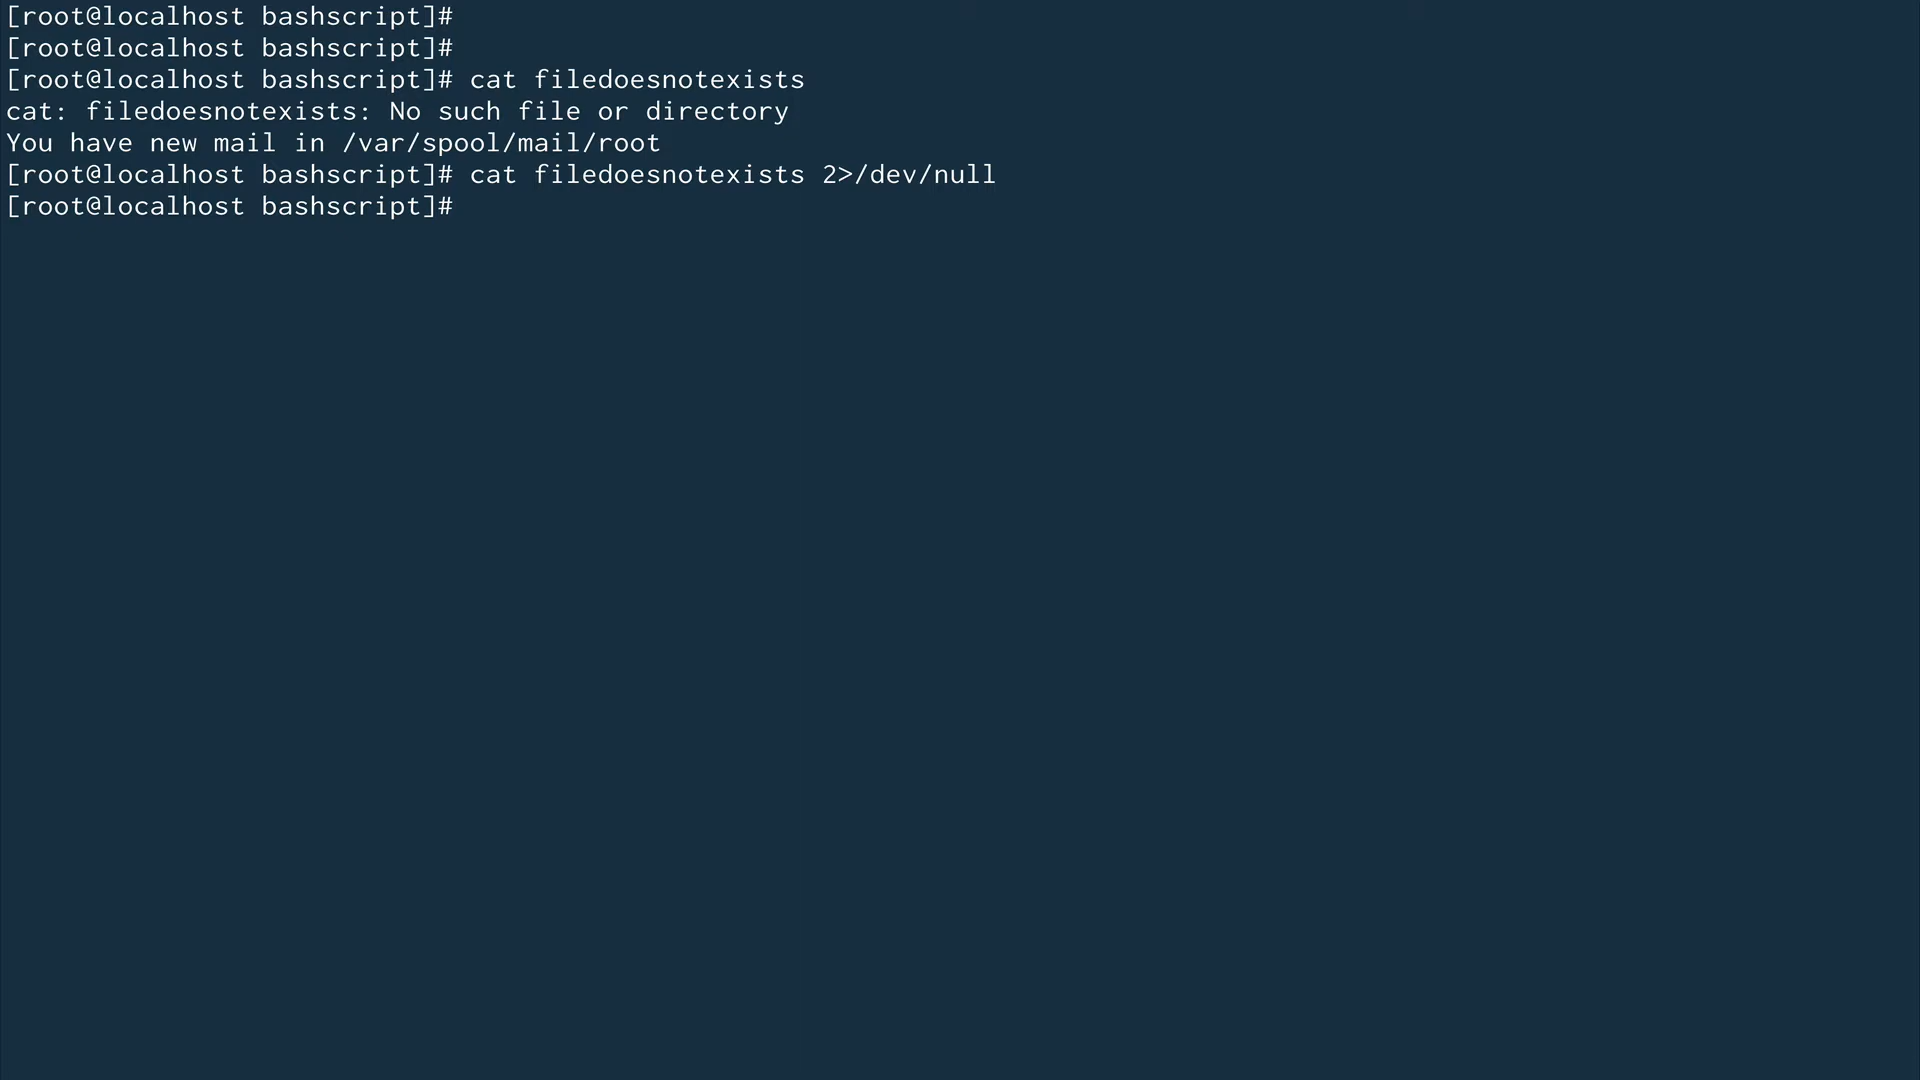 [root@localhost bashscript]#
[root@localhost bashscript]#
[root@localhost bashscript]# cat filedoesnotexists
cat: filedoesnotexists: No such file or directory
You have new mail in /var/spool/mail/root
[root@localhost bashscript]# cat filedoesnotexists 2>/dev/null
[root@localhost bashscript]#